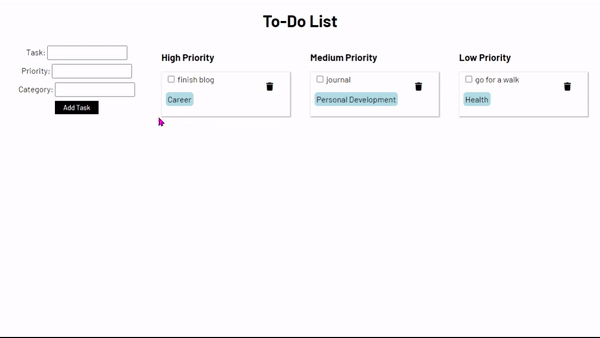 To-Do List
Task:
Priority:
Category:
Add Task
High Priority
finish blog
Career
Medium Priority
journal
Personal Development
Low Priority
go for a walk
Health